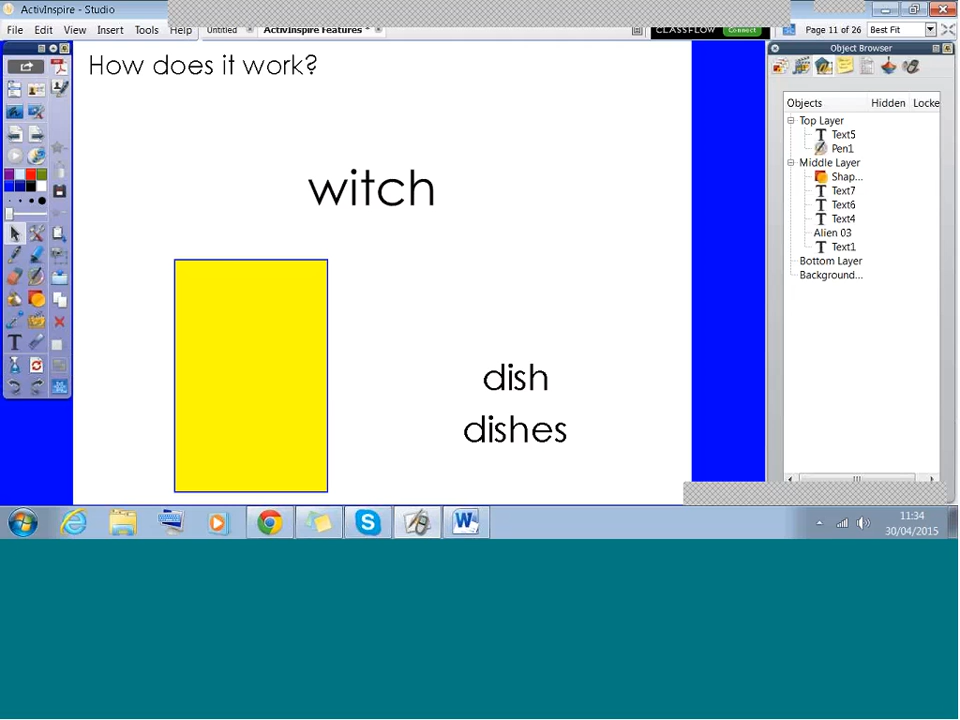 ActivInspire - Studio
File Edit View Insert Tools Help
Untitled ActivInspire Features *
CLASSFLOW Connect
Page 11 of 26 Best Fit
Object Browser
How does it work?
witch
dish
dishes
Objects Hidden Locke
Top Layer
Text5
Pen1
Middle Layer
Shap...
Text7
Text6
Text4
Alien 03
Text1
Bottom Layer
Background...
11:34
30/04/2015